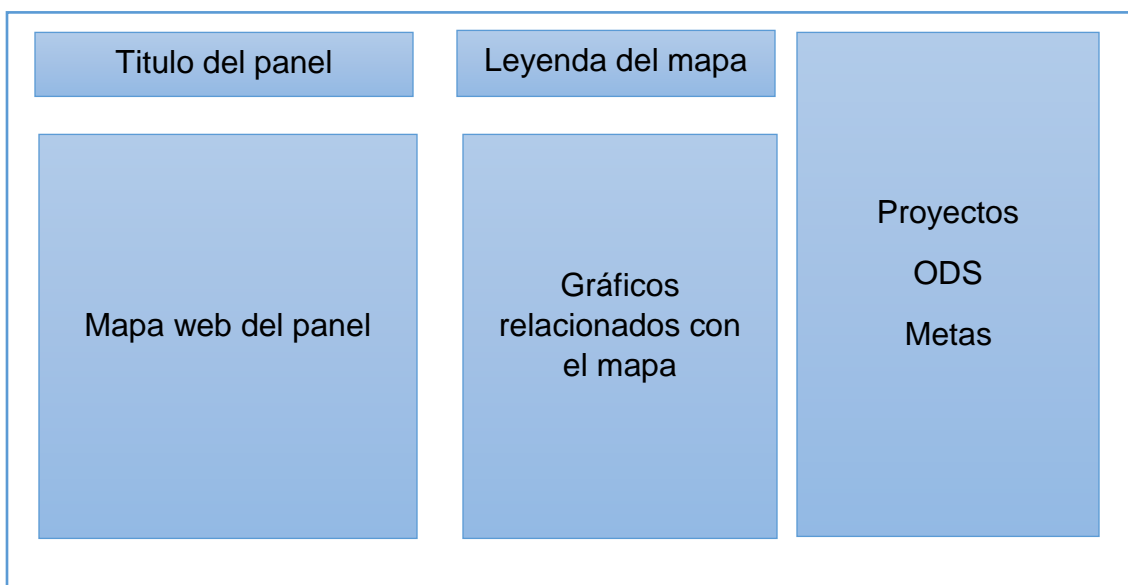 Titulo del panel
Leyenda del mapa
Mapa web del panel
Gráficos
relacionados con
el mapa
Proyectos
ODS
Metas